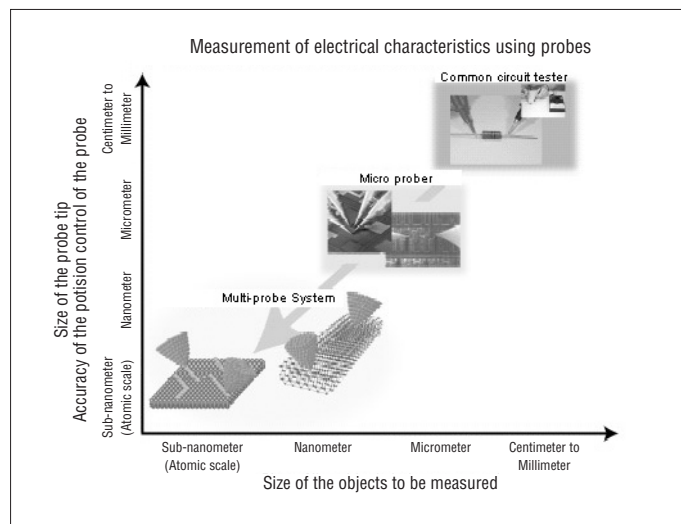 Measurement of electrical characteristics using probes
Common circuit tester
Micro prober
Multi-probe System
Size of the probe tip
Accuracy of the potision control of the probe
Centimeter to
Millimeter
Micrometer
Nanometer
Sub-nanometer
(Atomic scale)
Sub-nanometer
(Atomic scale)
Nanometer
Micrometer
Centimeter to
Millimeter
Size of the objects to be measured